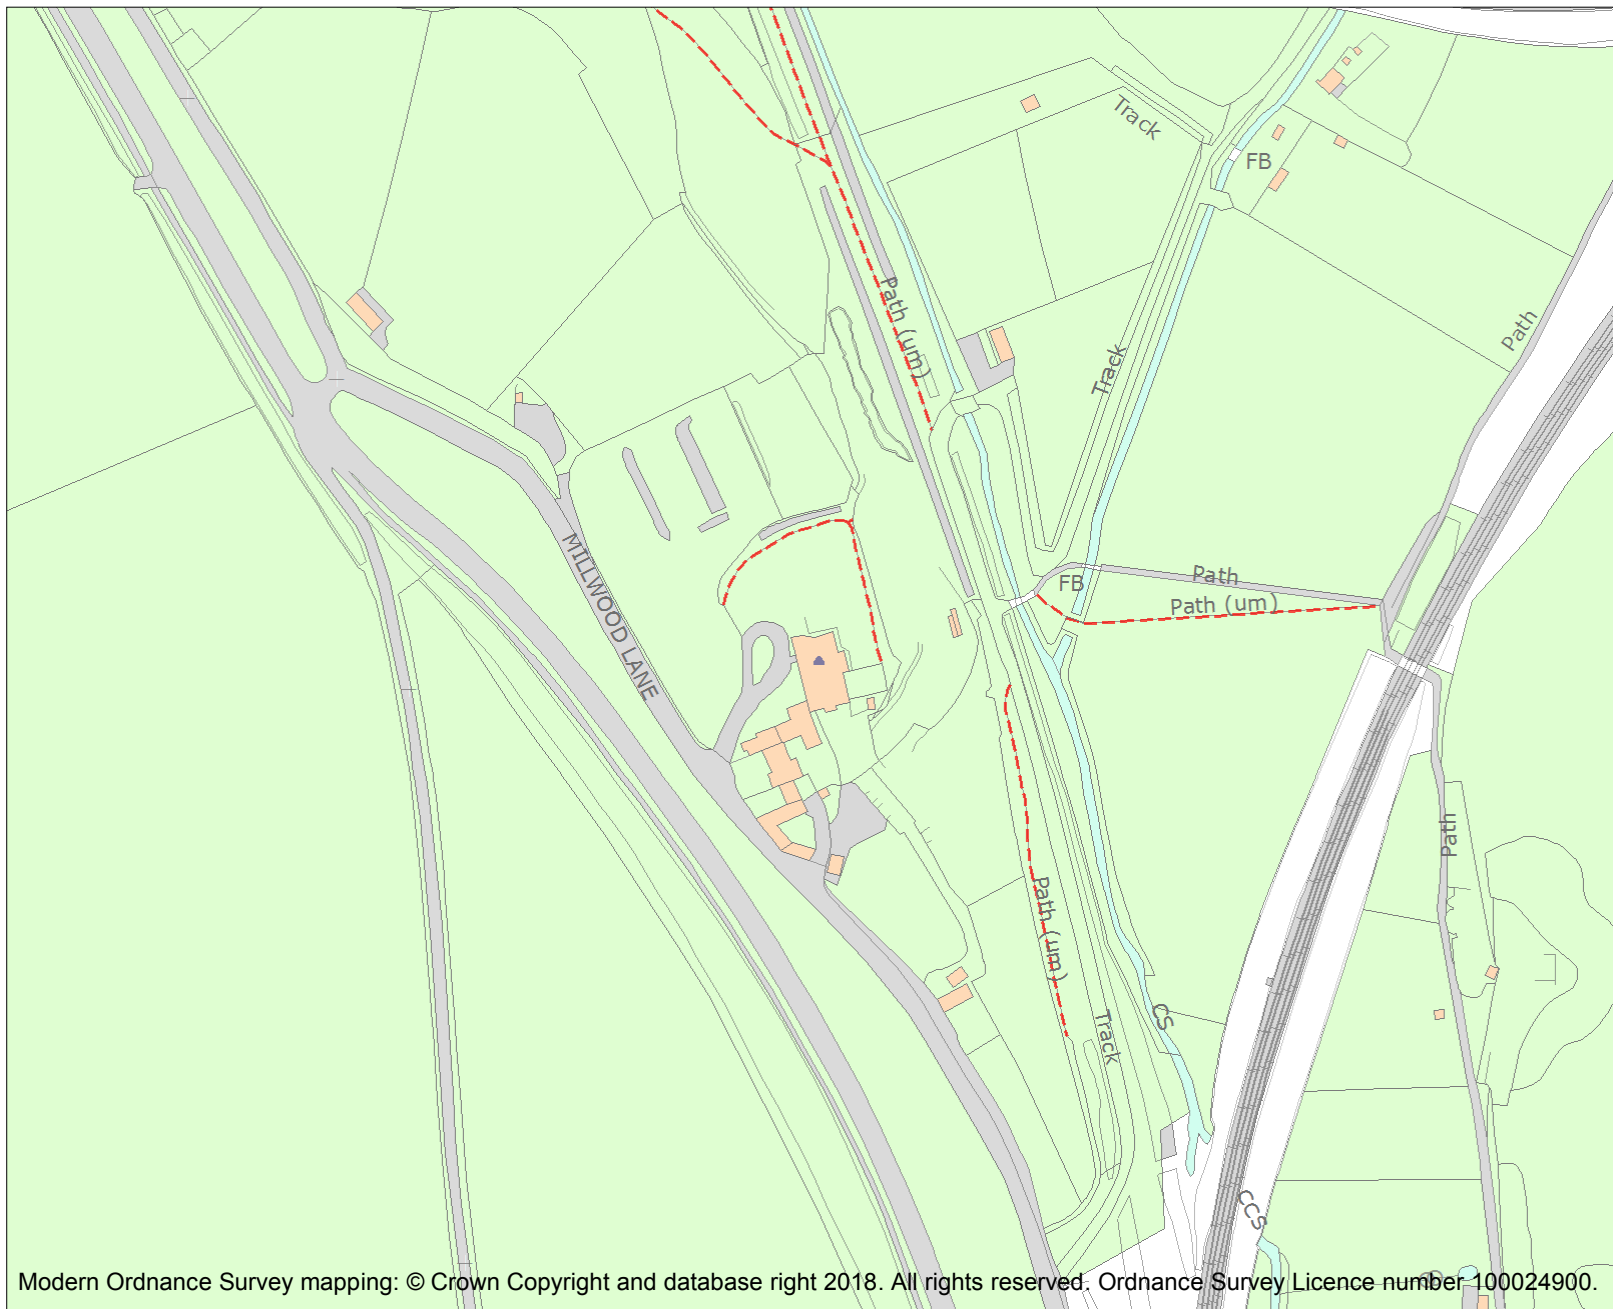 Track
FB
Path (um)
Path
Track
MILLWOOD LANE
FB
Path
Path (um)
Path
Path (um)
CS
Track
CCS
Modern Ordnance Survey mapping: © Crown Copyright and database right 2018. All rights reserved. Ordnance Survey Licence number 100024900.